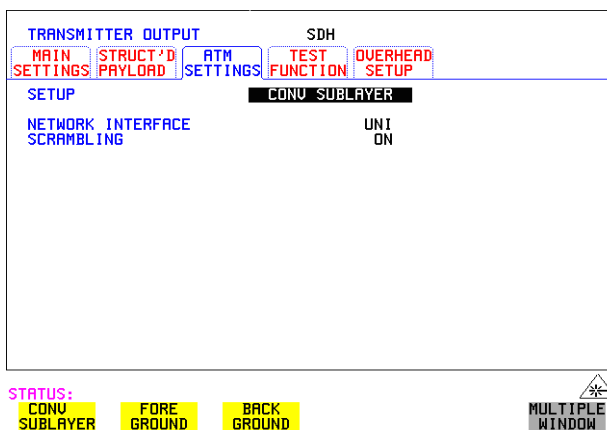 TRANSMITTER OUTPUT SDH
MAIN SETTINGS
STRUCT'D PAYLOAD
ATM SETTINGS
TEST FUNCTION
OVERHEAD SETUP
SETUP CONV SUBLAYER
NETWORK INTERFACE UNI
SCRAMBLING ON
STATUS:
CONV SUBLAYER
FORE GROUND
BACK GROUND
MULTIPLE WINDOW